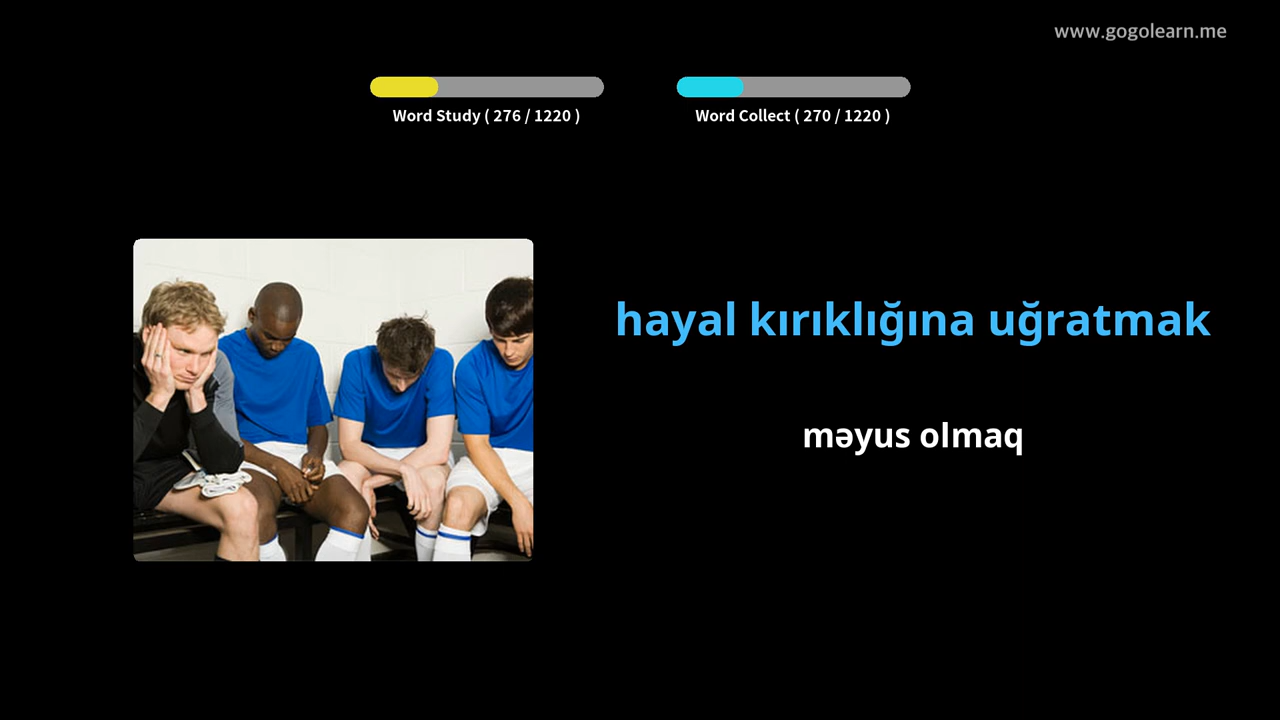 www.gogolearn.me
Word Study ( 276 / 1220 )
Word Collect ( 270 / 1220 )
hayal kırıklığına uğratmak
məyus olmaq